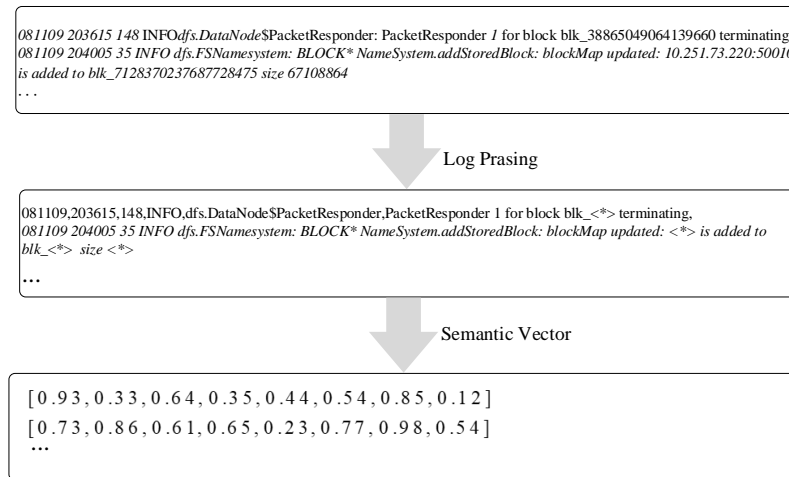 081109 203615 148 INFOdfs.DataNode$PacketResponder: PacketResponder 1 for block blk_38865049064139660 terminating
081109 204005 35 INFO dfs.FSNamesystem: BLOCK* NameSystem.addStoredBlock: blockMap updated: 10.251.73.220:50010
is added to blk_7128370237687728475 size 67108864
. . .
Log Prasing
081109,203615,148,INFO,dfs.DataNode$PacketResponder,PacketResponder 1 for block blk_<*> terminating,
081109 204005 35 INFO dfs.FSNamesystem: BLOCK* NameSystem.addStoredBlock: blockMap updated: <*> is added to
blk_<*> size <*>
...
Semantic Vector
[0.93,0.33,0.64,0.35,0.44,0.54,0.85,0.12]
[0.73,0.86,0.61,0.65,0.23,0.77,0.98,0.54]
...